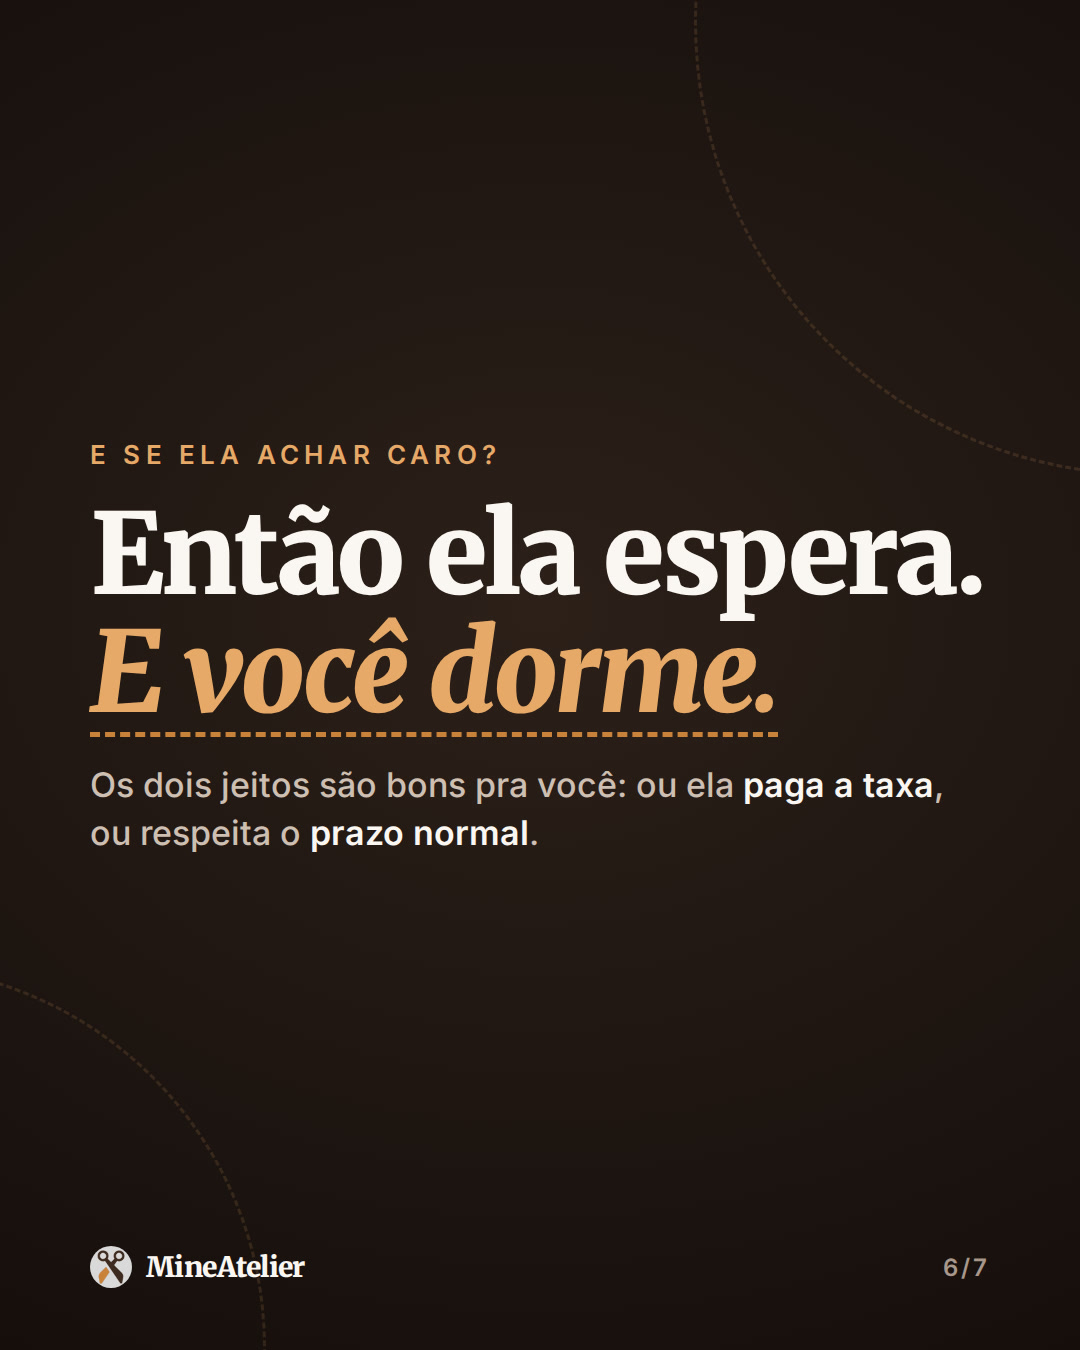 E SE ELA ACHAR CARO?
Então ela espera.
E você dorme.
Os dois jeitos são bons pra você: ou ela paga a taxa,
ou respeita o prazo normal.
MineAtelier
6/7